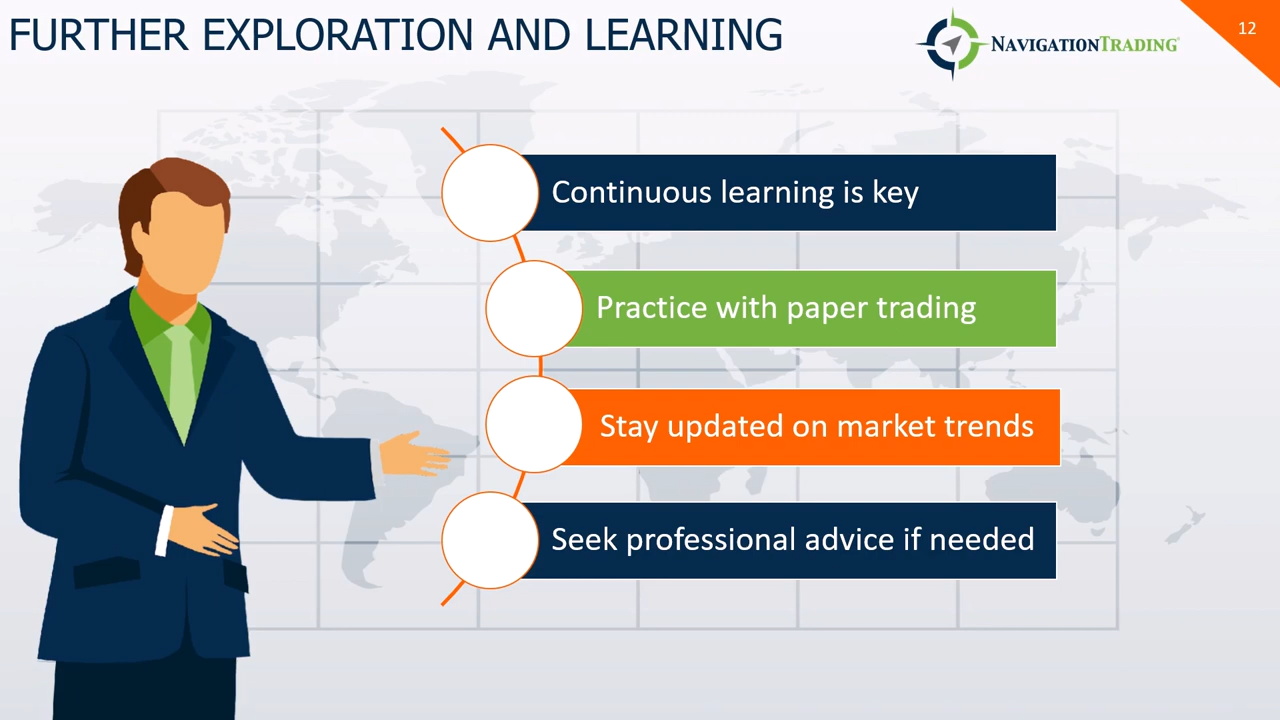 FURTHER EXPLORATION AND LEARNING
NAVIGATIONTRADING®
12
Continuous learning is key
Practice with paper trading
Stay updated on market trends
Seek professional advice if needed